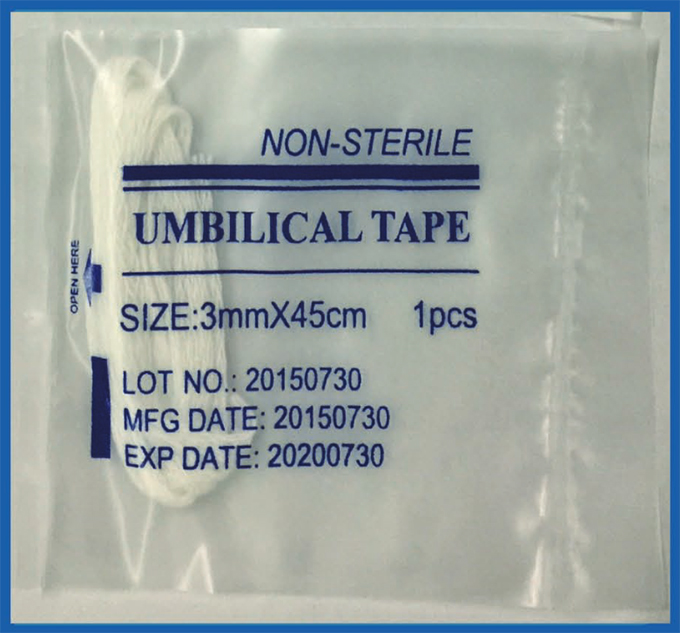 NON-STERILE
UMBILICAL TAPE
OPEN HERE
SIZE:3mmX45cm 1pcs
LOT NO.: 20150730
MFG DATE: 20150730
EXP DATE: 20200730